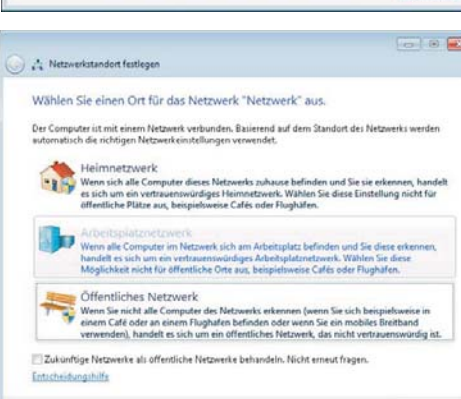 Netzwerkstandort festlegen
Wählen Sie einen Ort für das Netzwerk "Netzwerk" aus.
Der Computer ist mit einem Netzwerk verbunden. Basierend auf dem Standort des Netzwerks werden
automatisch die richtigen Netzwerkeinstellungen verwendet.
Heimnetzwerk
Wenn sich alle Computer dieses Netzwerks zuhause befinden und Sie sie erkennen, handelt
es sich um ein vertrauenswürdiges Heimnetzwerk. Wählen Sie diese Einstellung nicht für
öffentliche Plätze aus, beispielsweise Cafés oder Flughäfen.
Arbeitsplatznetzwerk
Wenn alle Computer im Netzwerk sich am Arbeitsplatz befinden und Sie diese erkennen,
handelt es sich um ein vertrauenswürdiges Arbeitsplatznetzwerk. Wählen Sie diese
Möglichkeit nicht für öffentliche Orte aus, beispielsweise Cafés oder Flughäfen.
Öffentliches Netzwerk
Wenn Sie nicht alle Computer des Netzwerks erkennen (wenn Sie sich beispielsweise in
einem Café oder an einem Flughafen befinden oder wenn Sie ein mobiles Breitband
verwenden), handelt es sich um ein öffentliches Netzwerk, das nicht vertrauenswürdig ist.
Zukünftige Netzwerke als öffentliche Netzwerke behandeln. Nicht erneut fragen.
Entscheidungshilfe